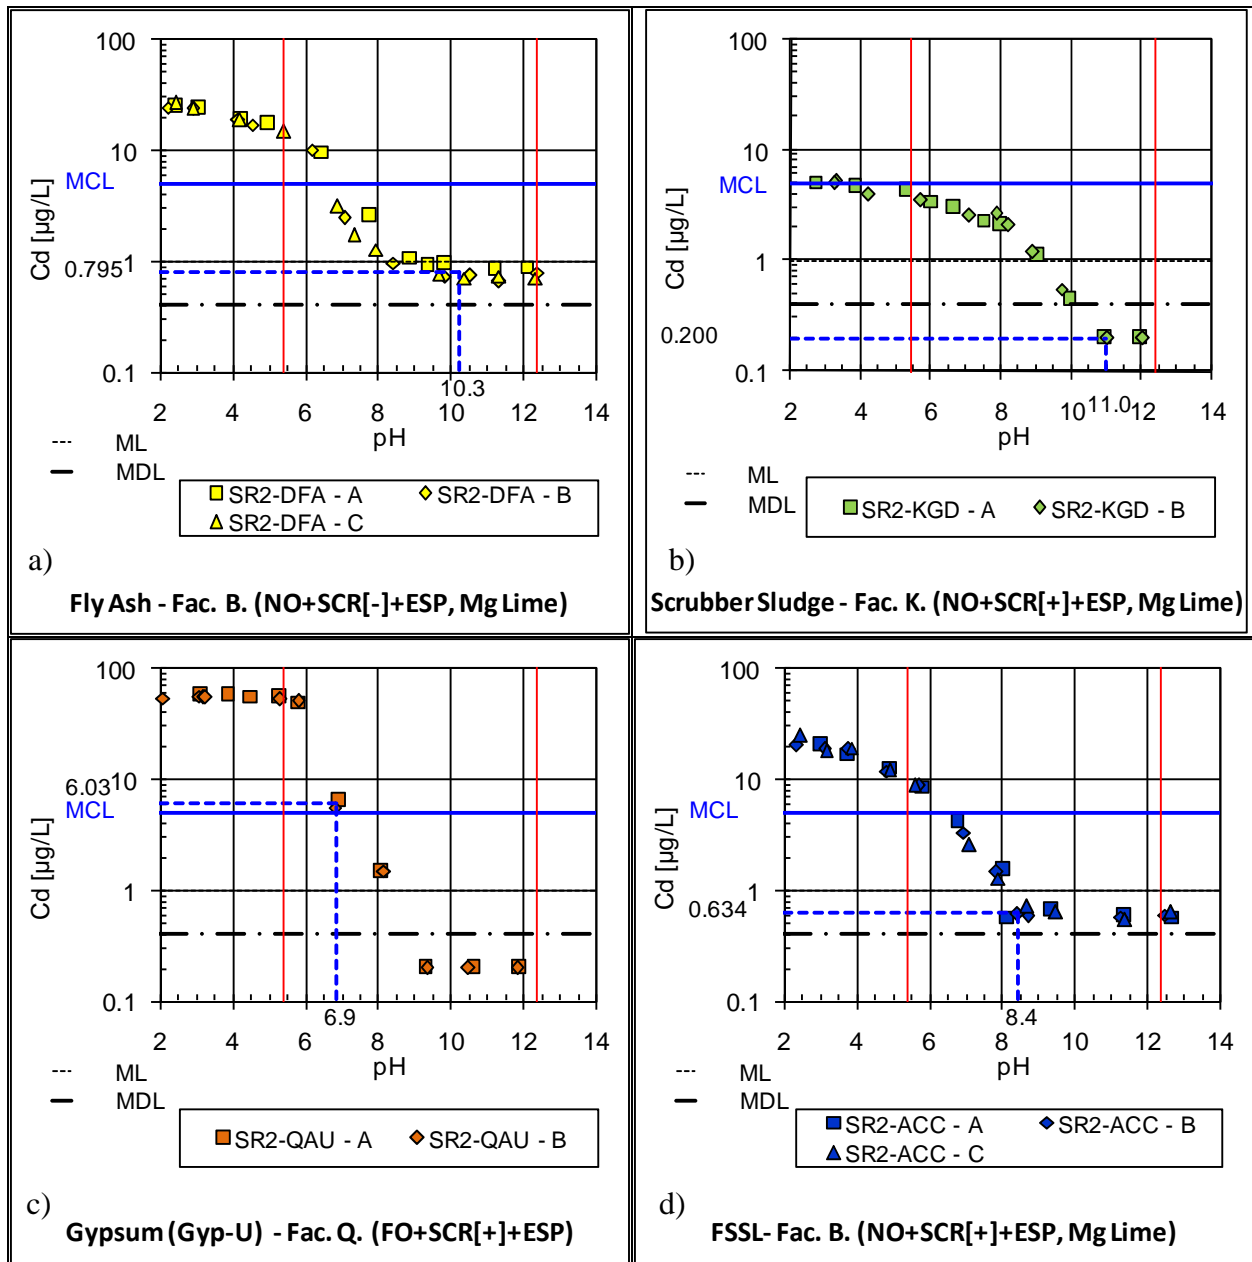 100
10
MCL
Cd [µg/L]
1
0.795
0.1
2 4 6 8 10 12 14
10.3
pH
ML
MDL
SR2-DFA - A SR2-DFA - B
SR2-DFA - C
a)
Fly Ash - Fac. B. (NO+SCR[-]+ESP, Mg Lime)
100
10
MCL
Cd [µg/L]
1
0.200
0.1
2 4 6 8 10 12 14
11.0
pH
ML
MDL
SR2-KGD - A SR2-KGD - B
b)
Scrubber Sludge - Fac. K. (NO+SCR[+]+ESP, Mg Lime)
100
10
6.03
MCL
Cd [µg/L]
1
0.1
6.9
2 4 6 8 10 12 14
pH
ML
MDL
SR2-QAU - A SR2-QAU - B
c)
Gypsum (Gyp-U) - Fac. Q. (FO+SCR[+]+ESP)
100
10
MCL
Cd [µg/L]
1
0.634
0.1
8.4
2 4 6 8 10 12 14
pH
ML
MDL
SR2-ACC - A SR2-ACC - B
SR2-ACC - C
d)
FSSL- Fac. B. (NO+SCR[+]+ESP, Mg Lime)